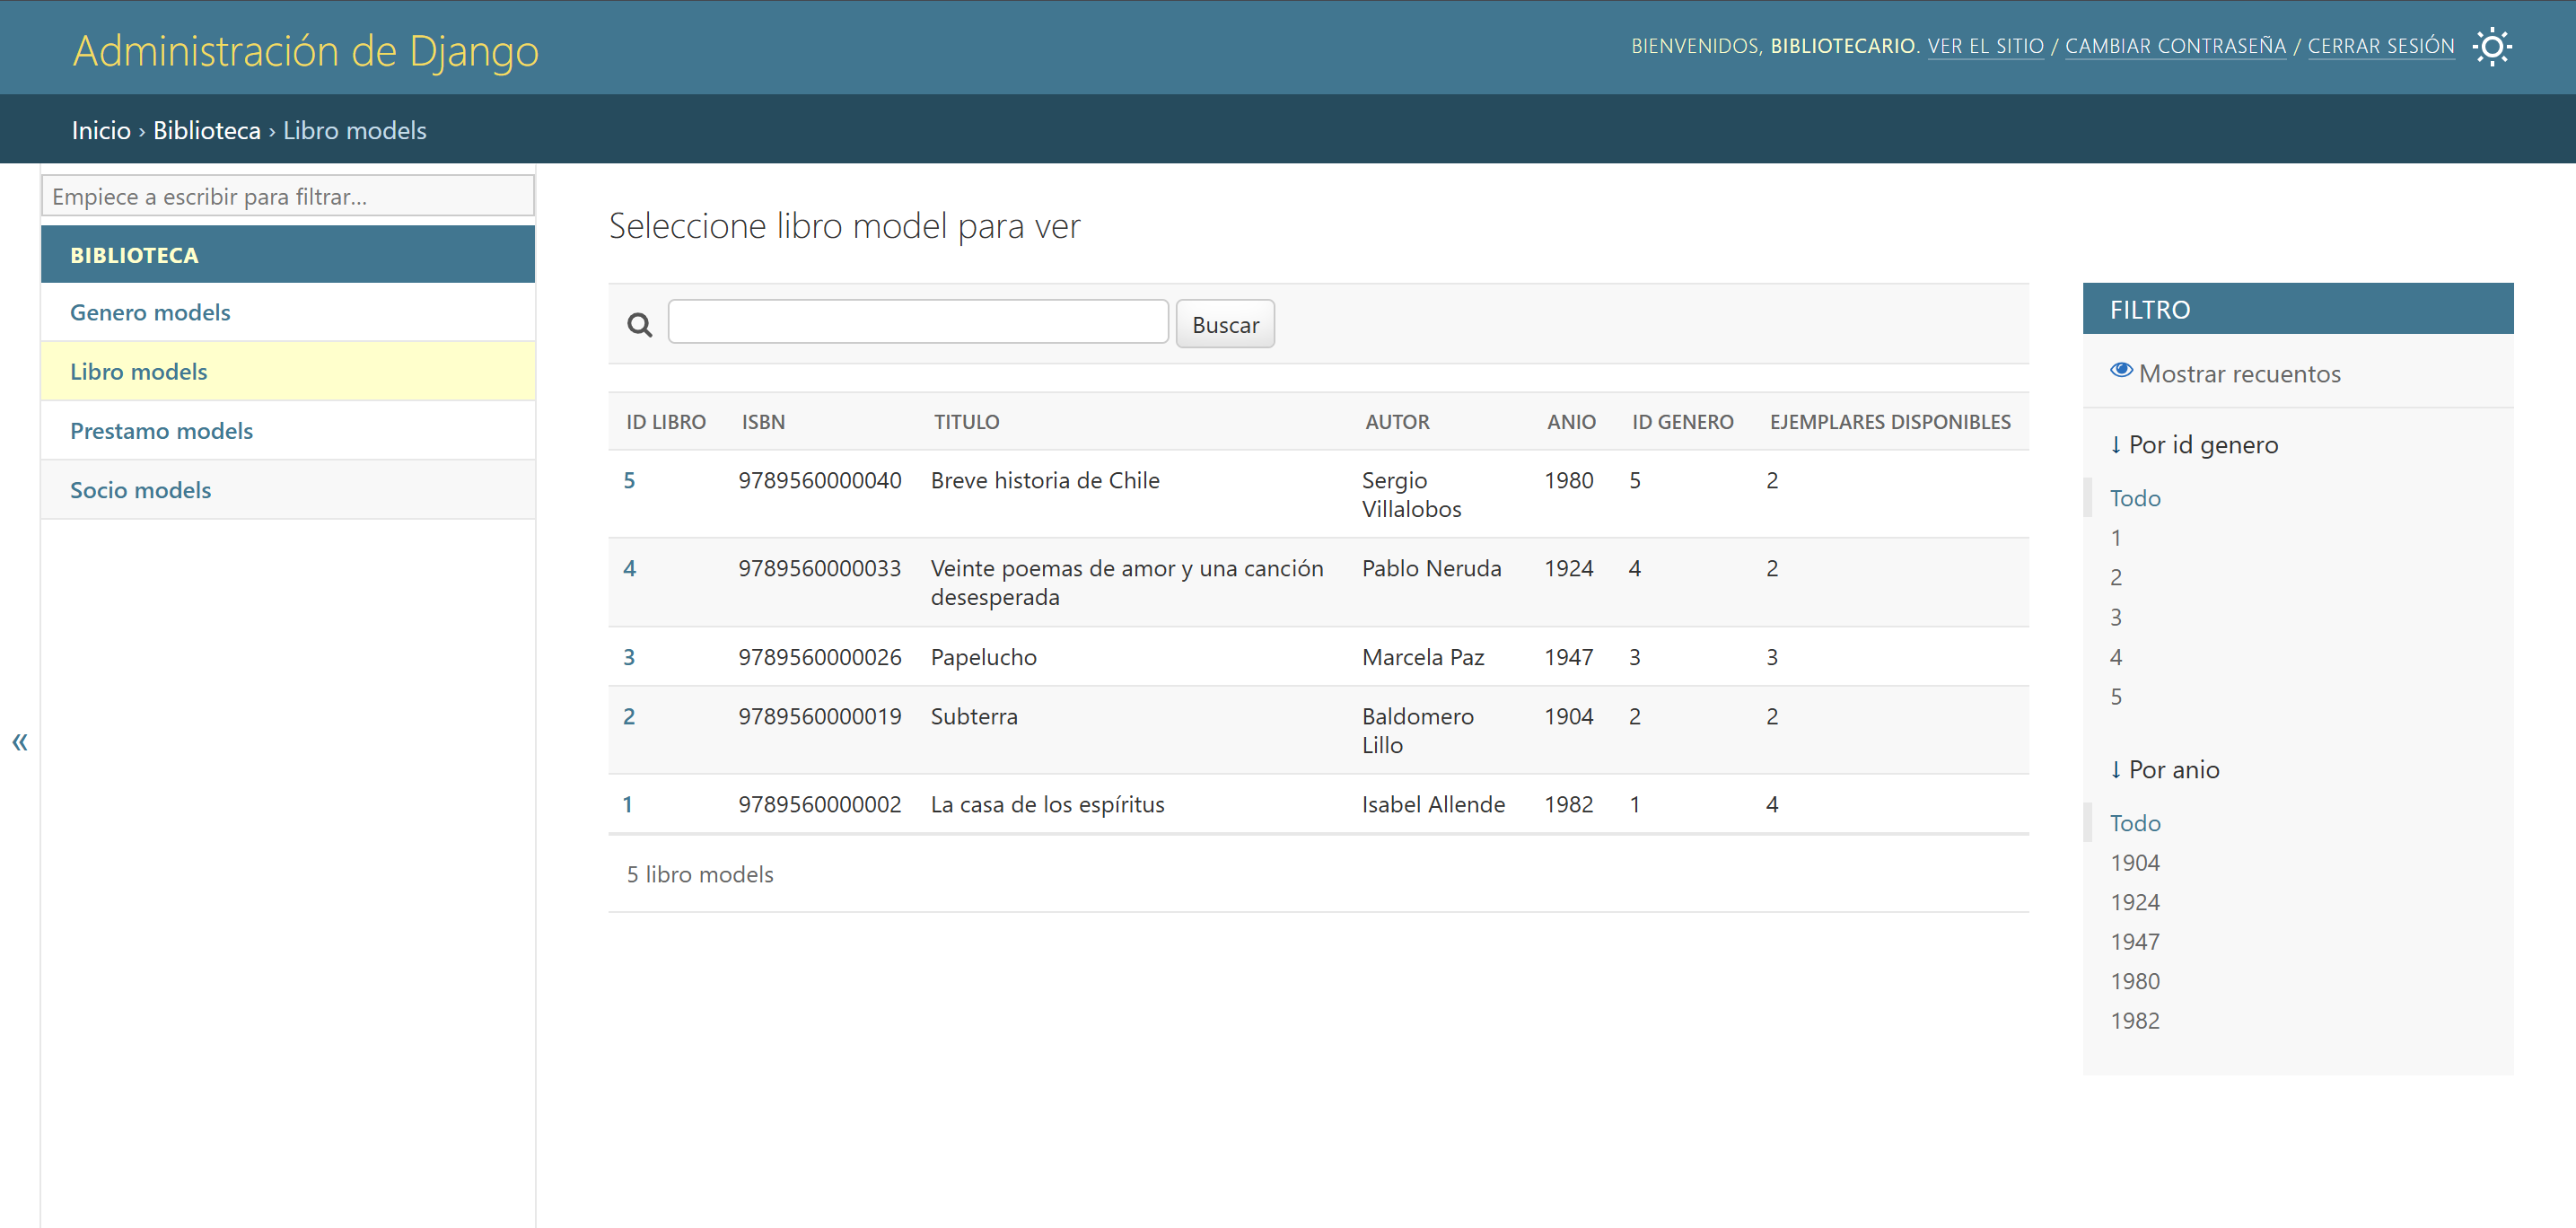 Administración de Django
BIENVENIDOS, BIBLIOTECARIO. VER EL SITIO / CAMBIAR CONTRASEÑA / CERRAR SESIÓN
Inicio › Biblioteca › Libro models
Empiece a escribir para filtrar...
BIBLIOTECA
Genero models
Libro models
Prestamo models
Socio models
«
Seleccione libro model para ver
Buscar
ID LIBRO ISBN TITULO AUTOR ANIO ID GENERO EJEMPLARES DISPONIBLES
5 9789560000040 Breve historia de Chile Sergio Villalobos 1980 5 2
4 9789560000033 Veinte poemas de amor y una canción desesperada Pablo Neruda 1924 4 2
3 9789560000026 Papelucho Marcela Paz 1947 3 3
2 9789560000019 Subterra Baldomero Lillo 1904 2 2
1 9789560000002 La casa de los espíritus Isabel Allende 1982 1 4
5 libro models
FILTRO
Mostrar recuentos
↓ Por id genero
Todo
1
2
3
4
5
↓ Por anio
Todo
1904
1924
1947
1980
1982